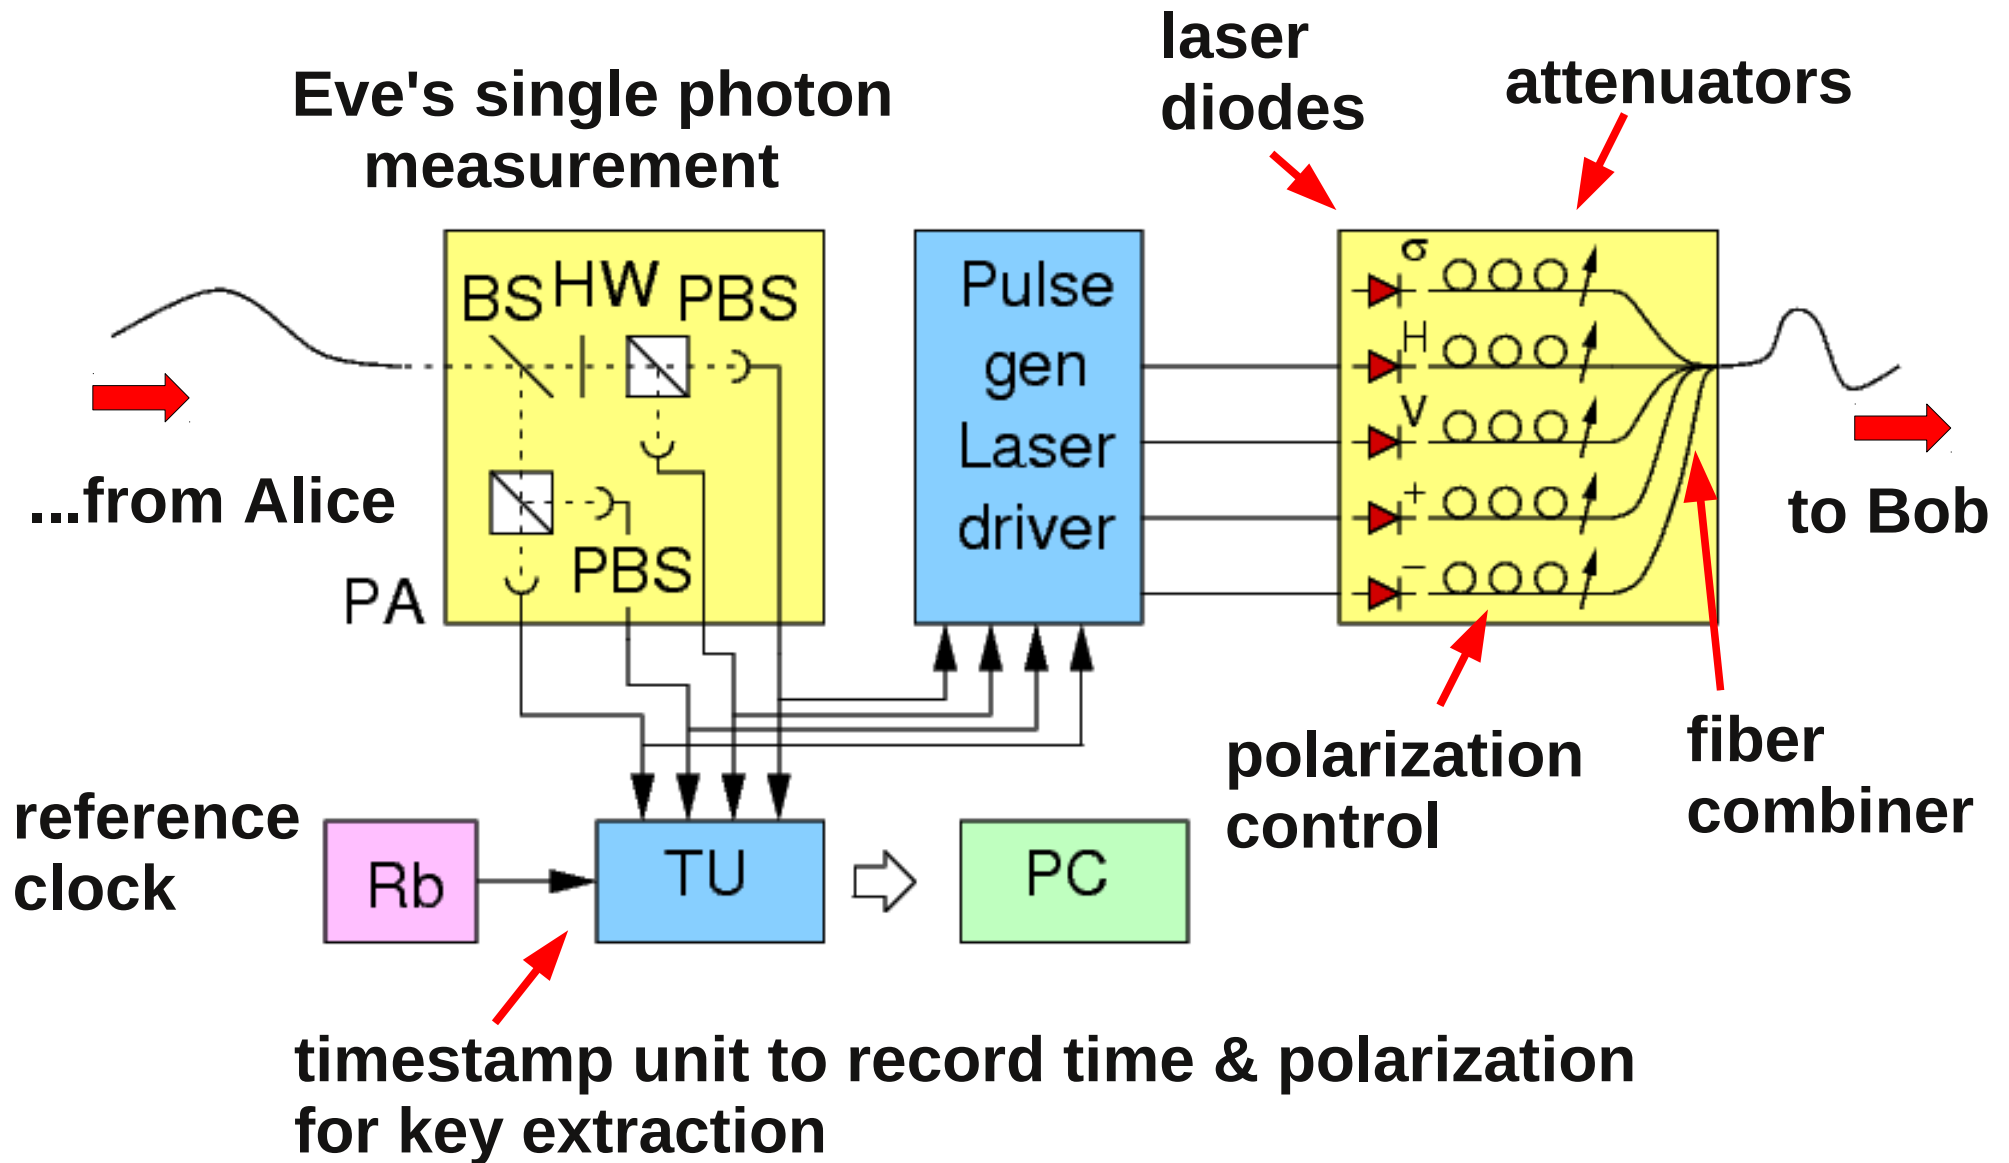 laser
diodes
attenuators
Eve's single photon
measurement
BS HW PBS
PBS
PA
Pulse
gen
Laser
driver
σ
H
V
+
−
...from Alice
to Bob
polarization
control
fiber
combiner
reference
clock
Rb
TU
PC
timestamp unit to record time & polarization
for key extraction